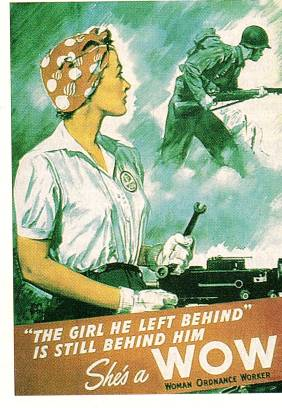 "THE GIRL HE LEFT BEHIND"
IS STILL BEHIND HIM
She's a WOW
WOMAN ORDNANCE WORKER